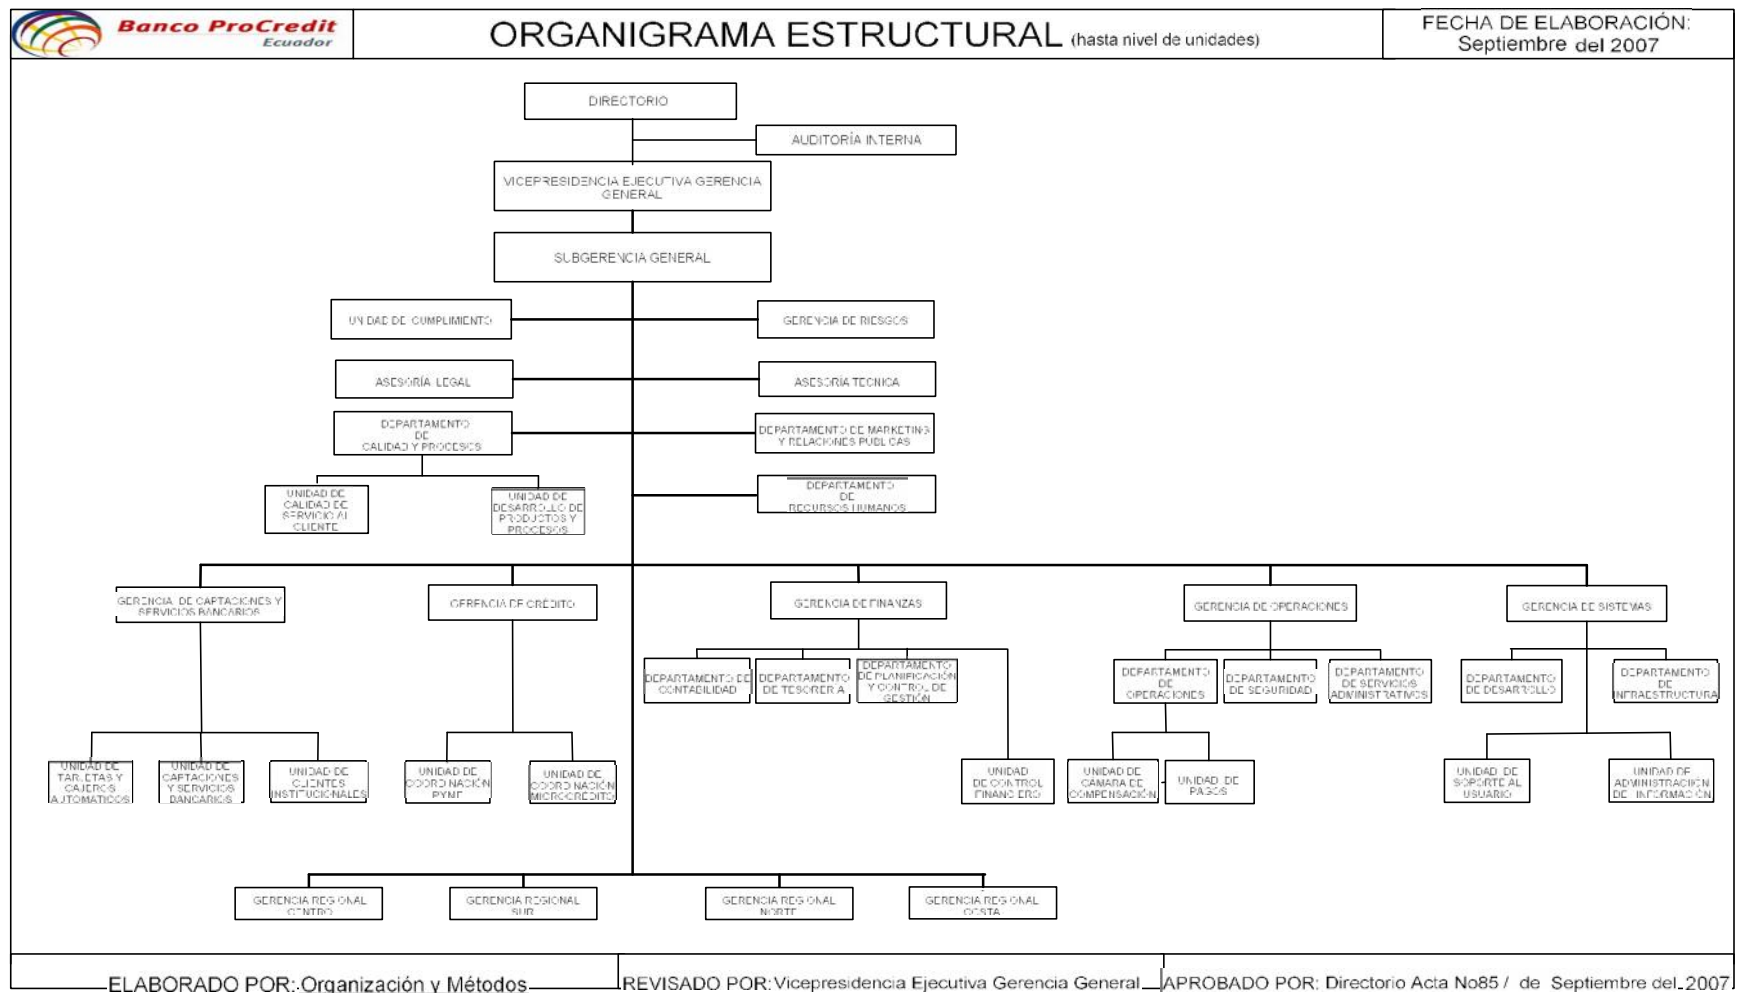 Banco ProCredit
Ecuador
ORGANIGRAMA ESTRUCTURAL (hasta nivel de unidades)
FECHA DE ELABORACIÓN:
Septiembre del 2007
DIRECTORIO
AUDITORÍA INTERNA
VICEPRESIDENCIA EJECUTIVA GERENCIA
GENERAL
SUBGERENCIA GENERAL
UNIDAD DE CUMPLIMIENTO
GERENCIA DE RIESGOS
ASESORÍA LEGAL
ASESORÍA TECNICA
DEPARTAMENTO
DE
CALIDAD Y PROCESOS
DEPARTAMENTO DE MARKETING
Y RELACIONES PUBLICAS
UNIDAD DE
CALIDAD DE
SERVICIO AL
CLIENTE
UNIDAD DE
DESARROLLO DE
PRODUCTOS Y
PROCESOS
DEPARTAMENTO
DE
RECURSOS HUMANOS
GERENCIA DE CAPTACIONES Y
SERVICIOS BANCARIOS
GERENCIA DE CRÉDITO
GERENCIA DE FINANZAS
GERENCIA DE OPERACIONES
GERENCIA DE SISTEMAS
DEPARTAMENTO DE
CONTABILIDAD
DEPARTAMENTO
DE TESORERIA
DEPARTAMENTO
DE PLANIFICACIÓN
Y CONTROL DE
GESTIÓN
DEPARTAMENTO
DE
OPERACIONES
DEPARTAMENTO
DE SEGURIDAD
DEPARTAMENTO
DE SERVICIOS
ADMINISTRATIVOS
DEPARTAMENTO
DE DESARROLLO
DEPARTAMENTO
DE
INFRAESTRUCTURA
UNIDAD DE
TARJETAS Y
CAJEROS
AUTOMATICOS
UNIDAD DE
CAPTACIONES
Y SERVICIOS
BANCARIOS
UNIDAD DE
CLIENTES
INSTITUCIONALES
UNIDAD DE
COORDINACIÓN
PYME
UNIDAD DE
COORDINACIÓN
MICROCRÉDITO
UNIDAD
DE CONTROL
FINANCIERO
UNIDAD DE
CÁMARA DE
COMPENSACIÓN
UNIDAD DE
PAGOS
UNIDAD DE
SOPORTE AL
USUARIO
UNIDAD DE
ADMINISTRACIÓN
DE INFORMACIÓN
GERENCIA REGIONAL
CENTRO
GERENCIA REGIONAL
SUR
GERENCIA REGIONAL
NORTE
GERENCIA REGIONAL
COSTA
ELABORADO POR: Organización y Métodos
REVISADO POR: Vicepresidencia Ejecutiva Gerencia General
APROBADO POR: Directorio Acta No85 / de Septiembre del 2007